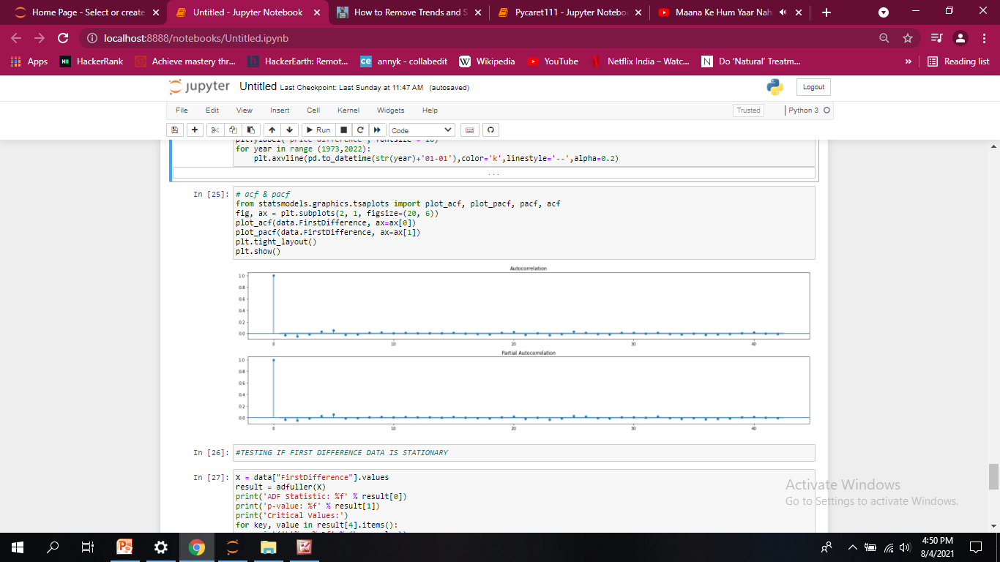 Home Page - Select or create
Untitled - Jupyter Notebook
How to Remove Trends and S
Pycaret111 - Jupyter Noteboo
Maana Ke Hum Yaar Nah
localhost:8888/notebooks/Untitled.ipynb
Apps
HackerRank
Achieve mastery thr...
HackerEarth: Remot...
annyk - collabedit
Wikipedia
YouTube
Netflix India – Watc...
Do ‘Natural’ Treatm...
»
Reading list
jupyter Untitled Last Checkpoint: Last Sunday at 11:47 AM (autosaved)
Logout
File Edit View Insert Cell Kernel Widgets Help
Trusted
Python 3
Run
Code
plt.ylabel('price difference', fontsize = 16)
for year in range (1973,2022):
    plt.axvline(pd.to_datetime(str(year)+'01-01'),color='k',linestyle='--',alpha=0.2)
...
In [25]: # acf & pacf
from statsmodels.graphics.tsaplots import plot_acf, plot_pacf, pacf, acf
fig, ax = plt.subplots(2, 1, figsize=(20, 6))
plot_acf(data.FirstDifference, ax=ax[0])
plot_pacf(data.FirstDifference, ax=ax[1])
plt.tight_layout()
plt.show()
Autocorrelation
1.0
0.8
0.6
0.4
0.2
0.0
0 10 20 30 40
Partial Autocorrelation
1.0
0.8
0.6
0.4
0.2
0.0
0 10 20 30 40
In [26]: #TESTING IF FIRST DIFFERENCE DATA IS STATIONARY
In [27]: X = data["FirstDifference"].values
result = adfuller(X)
print('ADF Statistic: %f' % result[0])
print('p-value: %f' % result[1])
print('Critical Values:')
for key, value in result[4].items():
Activate Windows
Go to Settings to activate Windows.
4:50 PM
8/4/2021